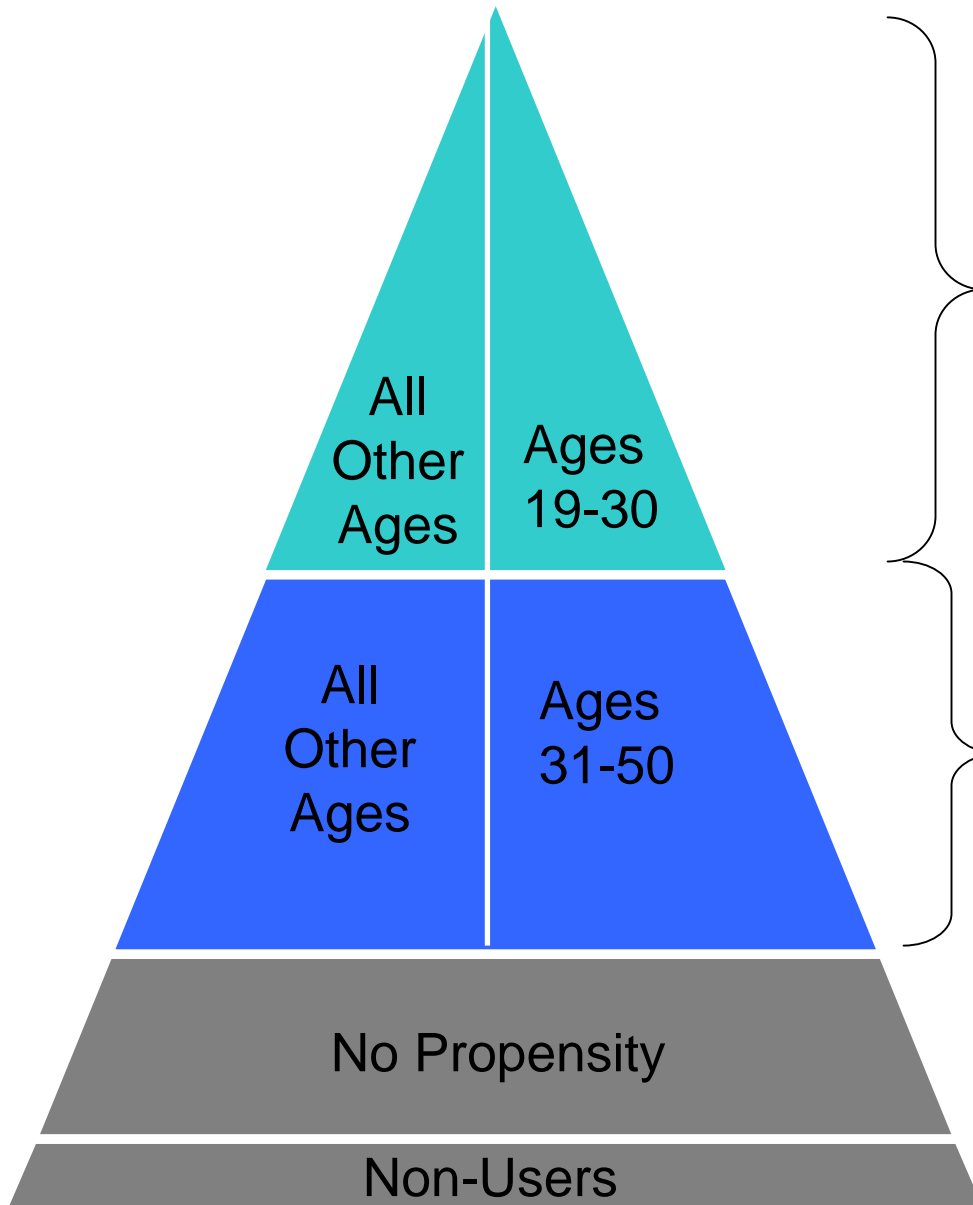 All
Other
Ages
Ages
19-30
All
Other
Ages
Ages
31-50
No Propensity
Non-Users